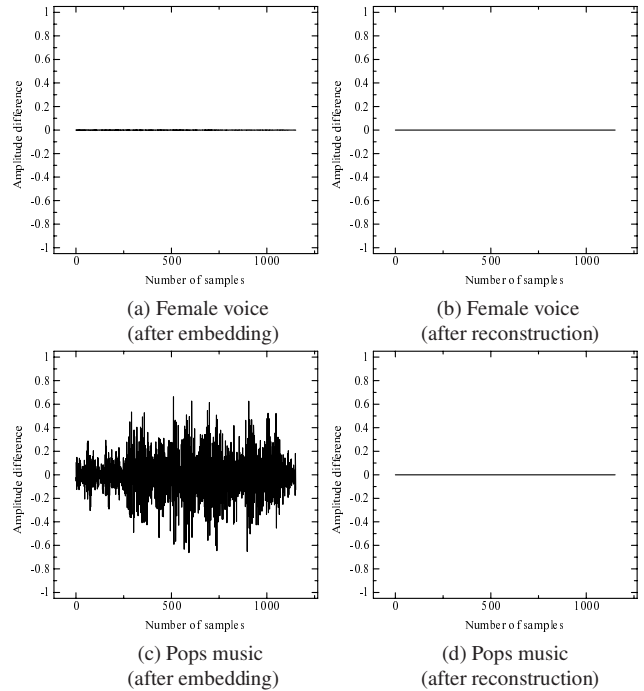 1
0.8
0.6
0.4
0.2
0
-0.2
-0.4
-0.6
-0.8
-1
Amplitude difference
0 500 1000
Number of samples
(a) Female voice
(after embedding)
1
0.8
0.6
0.4
0.2
0
-0.2
-0.4
-0.6
-0.8
-1
Amplitude difference
0 500 1000
Number of samples
(b) Female voice
(after reconstruction)
1
0.8
0.6
0.4
0.2
0
-0.2
-0.4
-0.6
-0.8
-1
Amplitude difference
0 500 1000
Number of samples
(c) Pops music
(after embedding)
1
0.8
0.6
0.4
0.2
0
-0.2
-0.4
-0.6
-0.8
-1
Amplitude difference
0 500 1000
Number of samples
(d) Pops music
(after reconstruction)